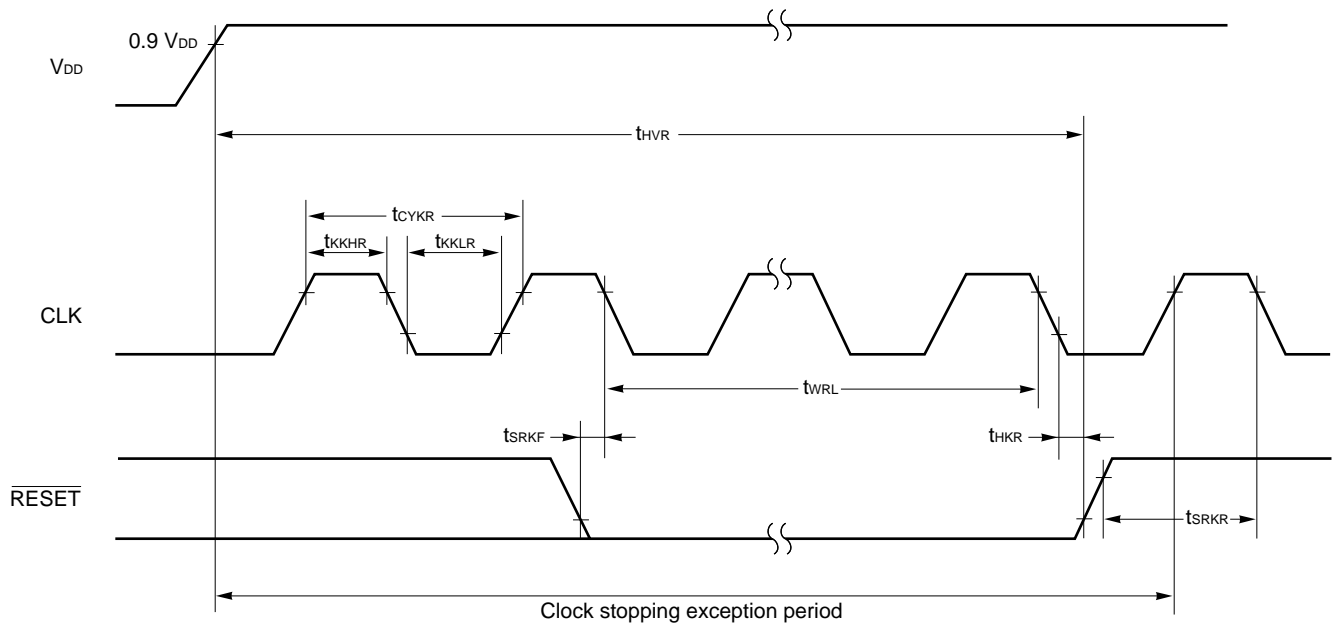 0.9 VDD
VDD
tHVR
tCYKR
tKKHR
tKKLR
CLK
tWRL
tSRKF
tHKR
RESET
tSRKR
Clock stopping exception period